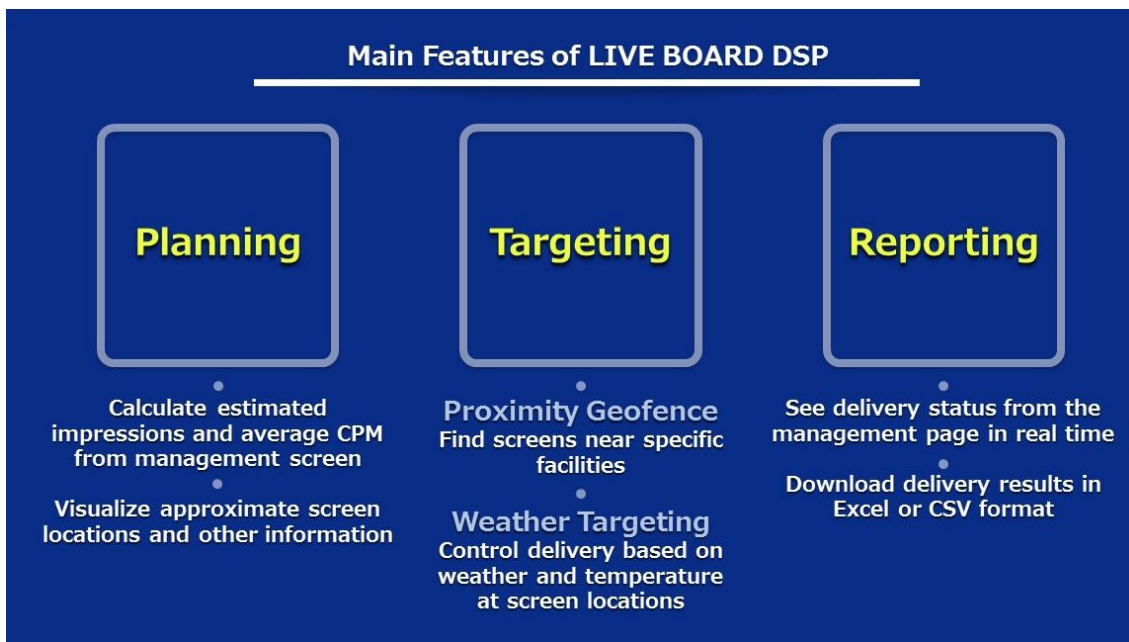 Main Features of LIVE BOARD DSP
Planning
Calculate estimated
impressions and average CPM
from management screen
Visualize approximate screen
locations and other information
Targeting
Proximity Geofence
Find screens near specific
facilities
Weather Targeting
Control delivery based on
weather and temperature
at screen locations
Reporting
See delivery status from the
management page in real time
Download delivery results in
Excel or CSV format